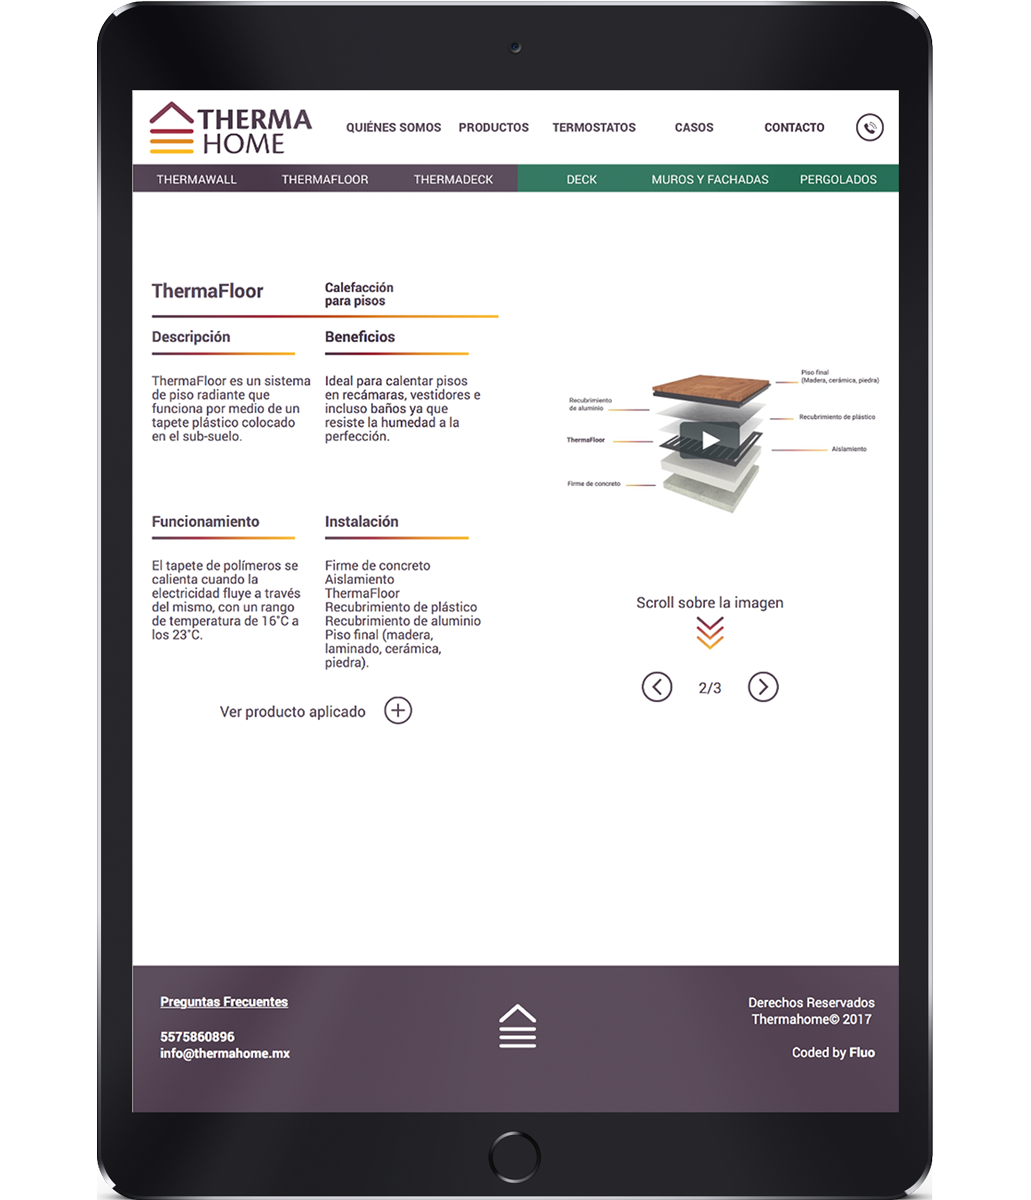 THERMA
HOME
QUIÉNES SOMOS PRODUCTOS TERMOSTATOS CASOS CONTACTO
THERMAWALL THERMAFLOOR THERMADECK DECK MUROS Y FACHADAS PERGOLADOS
ThermaFloor
Calefacción
para pisos
Descripción
ThermaFloor es un sistema
de piso radiante que
funciona por medio de un
tapete plástico colocado
en el sub-suelo.
Beneficios
Ideal para calentar pisos
en recámaras, vestidores e
incluso baños ya que
resiste la humedad a la
perfección.
Funcionamiento
El tapete de polímeros se
calienta cuando la
electricidad fluye a través
del mismo, con un rango
de temperatura de 16°C a
los 23°C.
Instalación
Firme de concreto
Aislamiento
ThermaFloor
Recubrimiento de plástico
Recubrimiento de aluminio
Piso final (madera,
laminado, cerámica,
piedra).
Ver producto aplicado
Piso final
(Madera, cerámica, piedra)
Recubrimiento
de aluminio
Recubrimiento de plástico
ThermaFloor
Aislamiento
Firme de concreto
Scroll sobre la imagen
2/3
Preguntas Frecuentes
5575860896
info@thermahome.mx
Derechos Reservados
Thermahome© 2017
Coded by Fluo